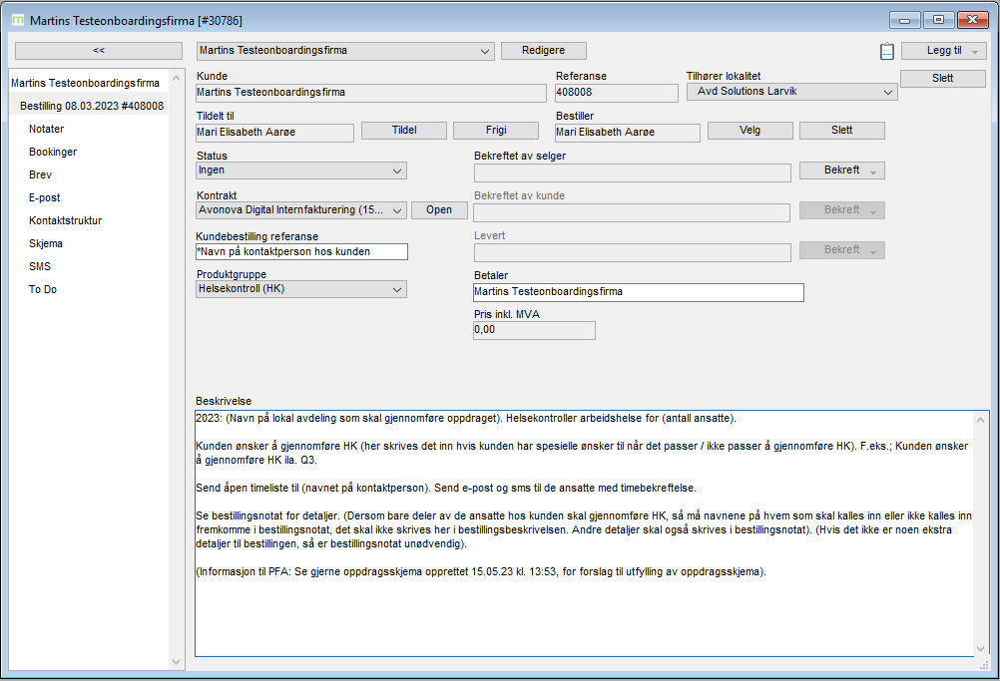 Martins Testeonboardingsfirma [#30786]
<<
Martins Testeonboardingsfirma
Redigere
Legg til
Martins Testeonboardingsfirma
Bestilling 08.03.2023 #408008
Notater
Bookinger
Brev
E-post
Kontaktstruktur
Skjema
SMS
To Do
Kunde
Referanse
Tilhører lokalitet
Slett
Martins Testeonboardingsfirma
408008
Avd Solutions Larvik
Tildelt til
Bestiller
Mari Elisabeth Aarøe
Tildel
Frigi
Mari Elisabeth Aarøe
Velg
Slett
Status
Bekreftet av selger
Ingen
Bekreft
Kontrakt
Bekreftet av kunde
Avonova Digital Internfakturering (15...
Open
Bekreft
Kundebestilling referanse
Levert
*Navn på kontaktperson hos kunden
Bekreft
Produktgruppe
Betaler
Helsekontroll (HK)
Martins Testeonboardingsfirma
Pris inkl. MVA
0,00
Beskrivelse
2023: (Navn på lokal avdeling som skal gjennomføre oppdraget). Helsekontroller arbeidshelse for (antall ansatte).
Kunden ønsker å gjennomføre HK (her skrives det inn hvis kunden har spesielle ønsker til når det passer / ikke passer å gjennomføre HK). F.eks.; Kunden ønsker
å gjennomføre HK ila. Q3.
Send åpen timeliste til (navnet på kontaktperson). Send e-post og sms til de ansatte med timebekreftelse.
Se bestillingsnotat for detaljer. (Dersom bare deler av de ansatte hos kunden skal gjennomføre HK, så må navnene på hvem som skal kalles inn eller ikke kalles inn
fremkomme i bestillingsnotat, det skal ikke skrives her i bestillingsbeskrivelsen. Andre detaljer skal også skrives i bestillingsnotat). (Hvis det ikke er noen ekstra
detaljer til bestillingen, så er bestillingsnotat unødvendig).
(Informasjon til PFA: Se gjerne oppdragsskjema opprettet 15.05.23 kl. 13:53, for forslag til utfylling av oppdragsskjema).